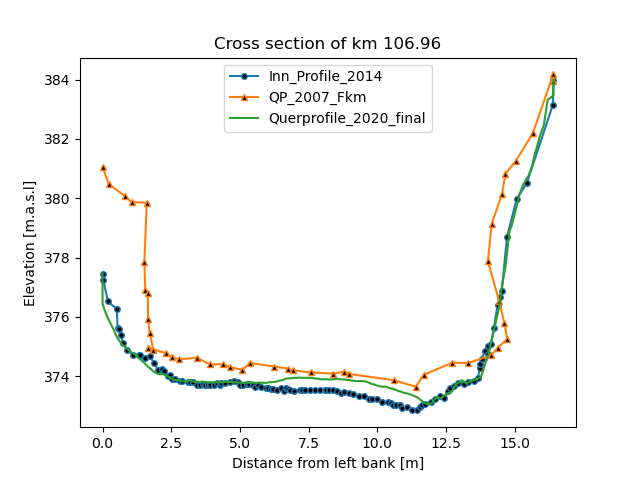 Cross section of km 106.96
Inn_Profile_2014
QP_2007_Fkm
Querprofile_2020_final
Elevation [m.a.s.l]
384
382
380
378
376
374
0.0 2.5 5.0 7.5 10.0 12.5 15.0
Distance from left bank [m]